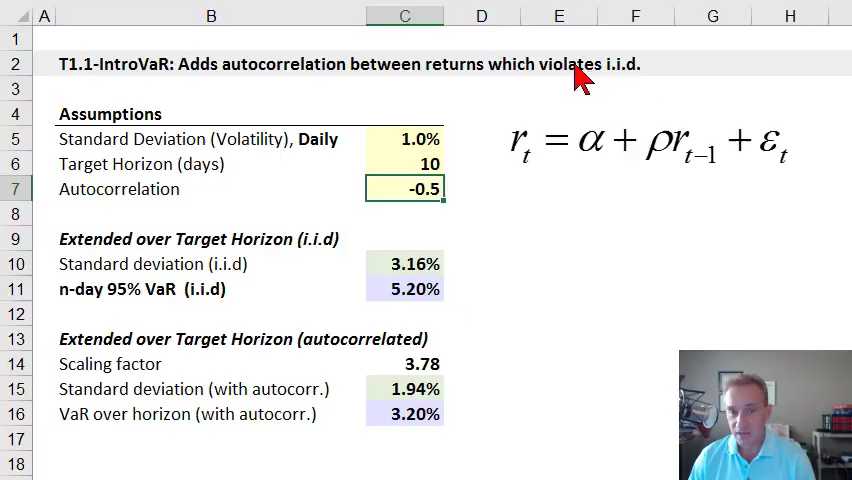 A B C D E F G H
1
2 T1.1-IntroVaR: Adds autocorrelation between returns which violates i.i.d.
3
4 Assumptions
5 Standard Deviation (Volatility), Daily 1.0%
6 Target Horizon (days) 10
7 Autocorrelation -0.5
rₜ = α + ρrₜ₋₁ + εₜ
8
9 Extended over Target Horizon (i.i.d)
10 Standard deviation (i.i.d) 3.16%
11 n-day 95% VaR (i.i.d) 5.20%
12
13 Extended over Target Horizon (autocorrelated)
14 Scaling factor 3.78
15 Standard deviation (with autocorr.) 1.94%
16 VaR over horizon (with autocorr.) 3.20%
17
18